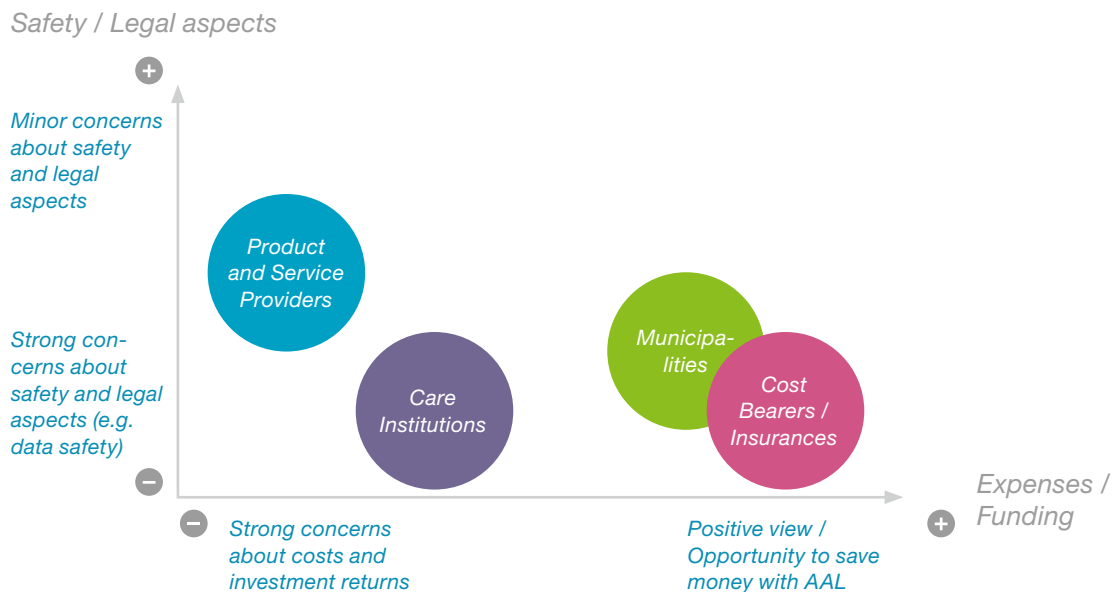 Safety / Legal aspects
+
Minor concerns
about safety
and legal
aspects
Product
and Service
Providers
Strong con-
cerns about
safety and legal
aspects (e.g.
data safety)
Care
Institutions
Municipa-
lities
Cost
Bearers /
Insurances
−
Expenses /
Funding
−
Strong concerns
about costs and
investment returns
Positive view /
Opportunity to save
money with AAL
+